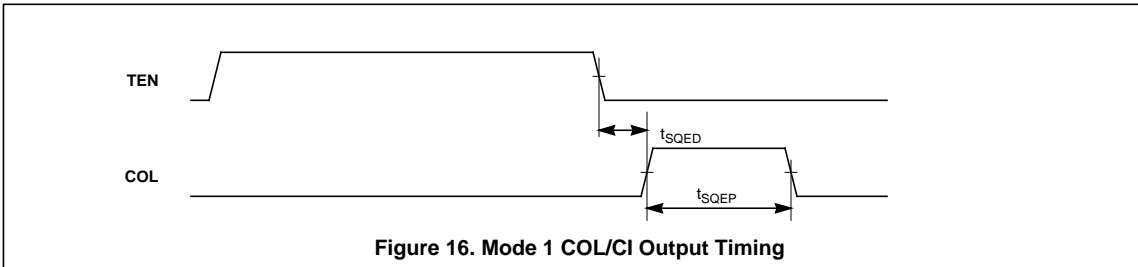 TEN
tSQED
COL
tSQEP
Figure 16. Mode 1 COL/CI Output Timing